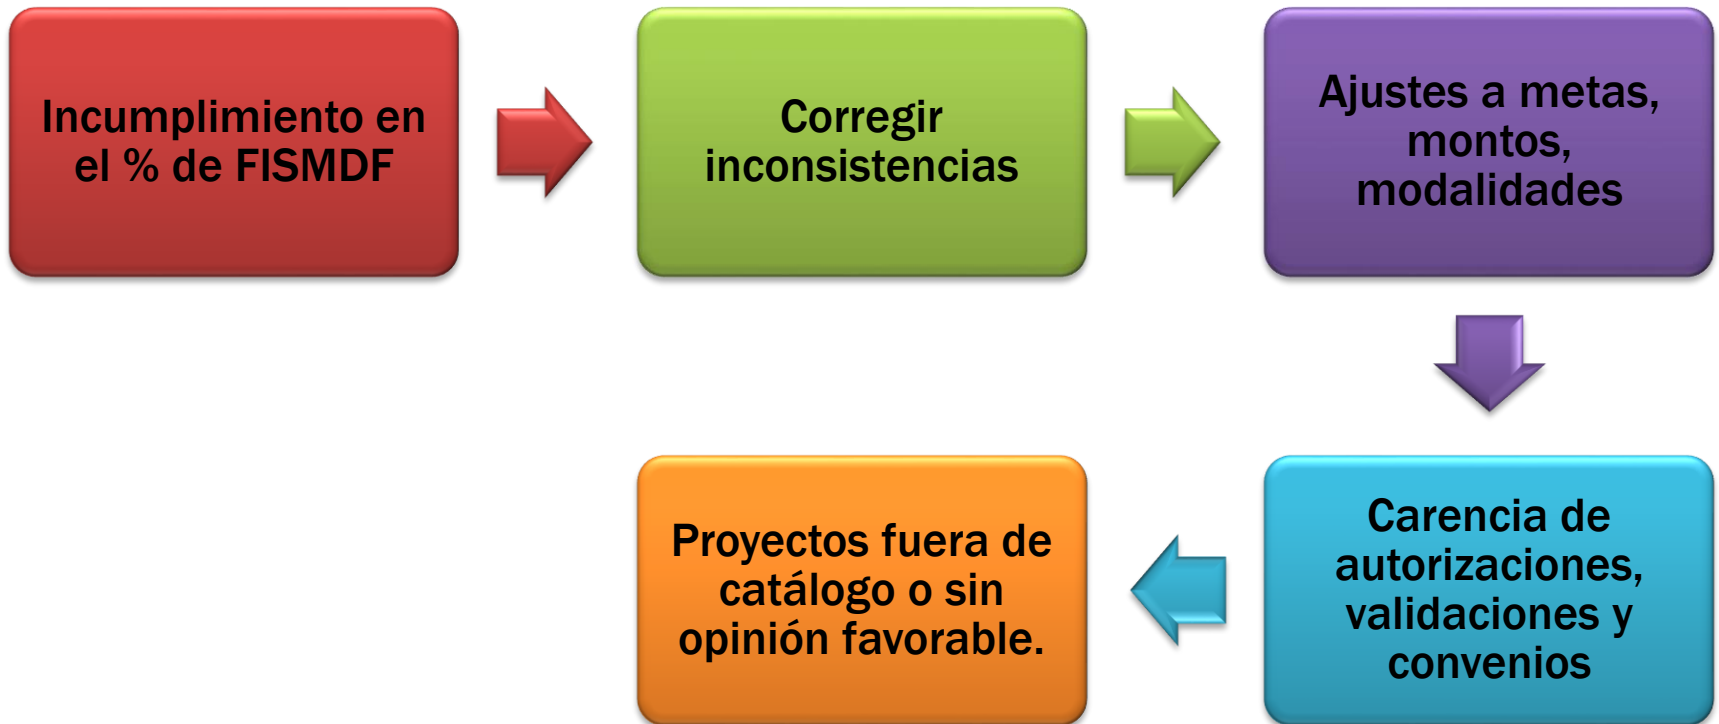 Incumplimiento en
el % de FISMDF
Corregir
inconsistencias
Ajustes a metas,
montos,
modalidades
Carencia de
autorizaciones,
validaciones y
convenios
Proyectos fuera de
catálogo o sin
opinión favorable.